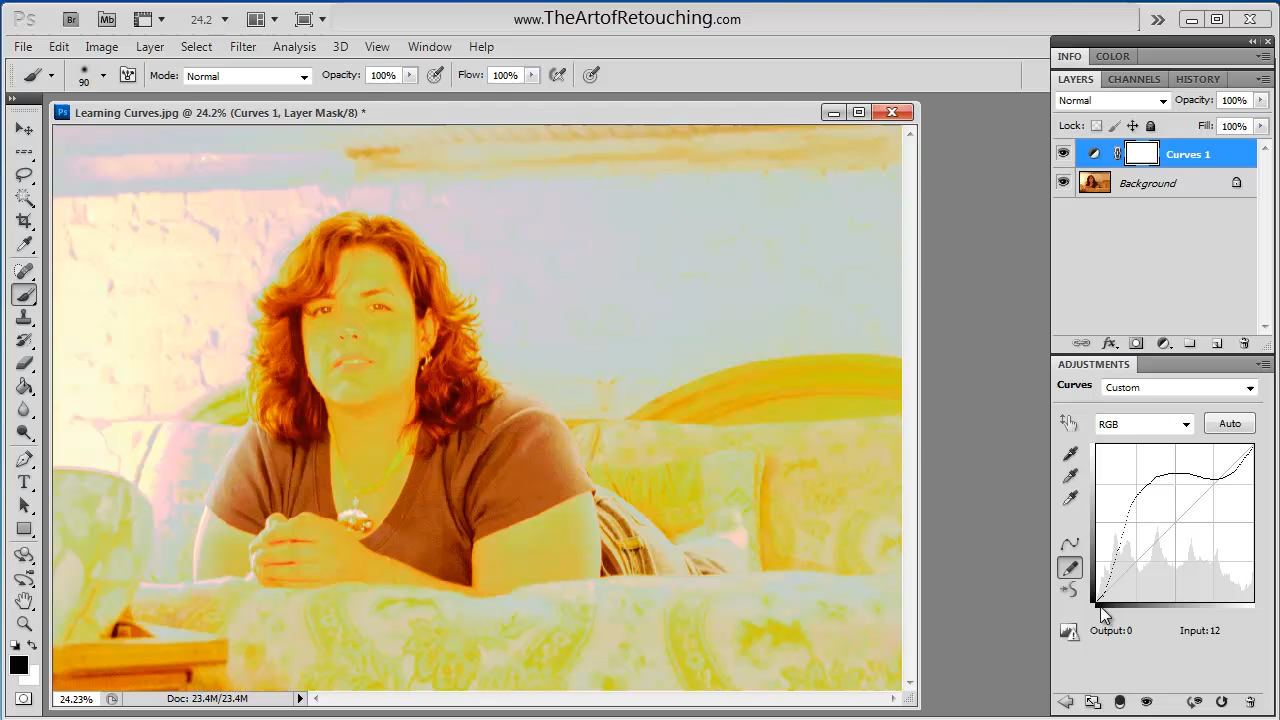 Ps Br Mb 24.2 www.TheArtofRetouching.com
File Edit Image Layer Select Filter Analysis 3D View Window Help
90 Mode: Normal Opacity: 100% Flow: 100%
INFO COLOR
LAYERS CHANNELS HISTORY
Normal Opacity: 100%
Lock: Fill: 100%
Curves 1
Background
Ps Learning Curves.jpg @ 24.2% (Curves 1, Layer Mask/8) *
ADJUSTMENTS
Curves Custom
RGB Auto
Output:0 Input:12
24.23% Doc: 23.4M/23.4M